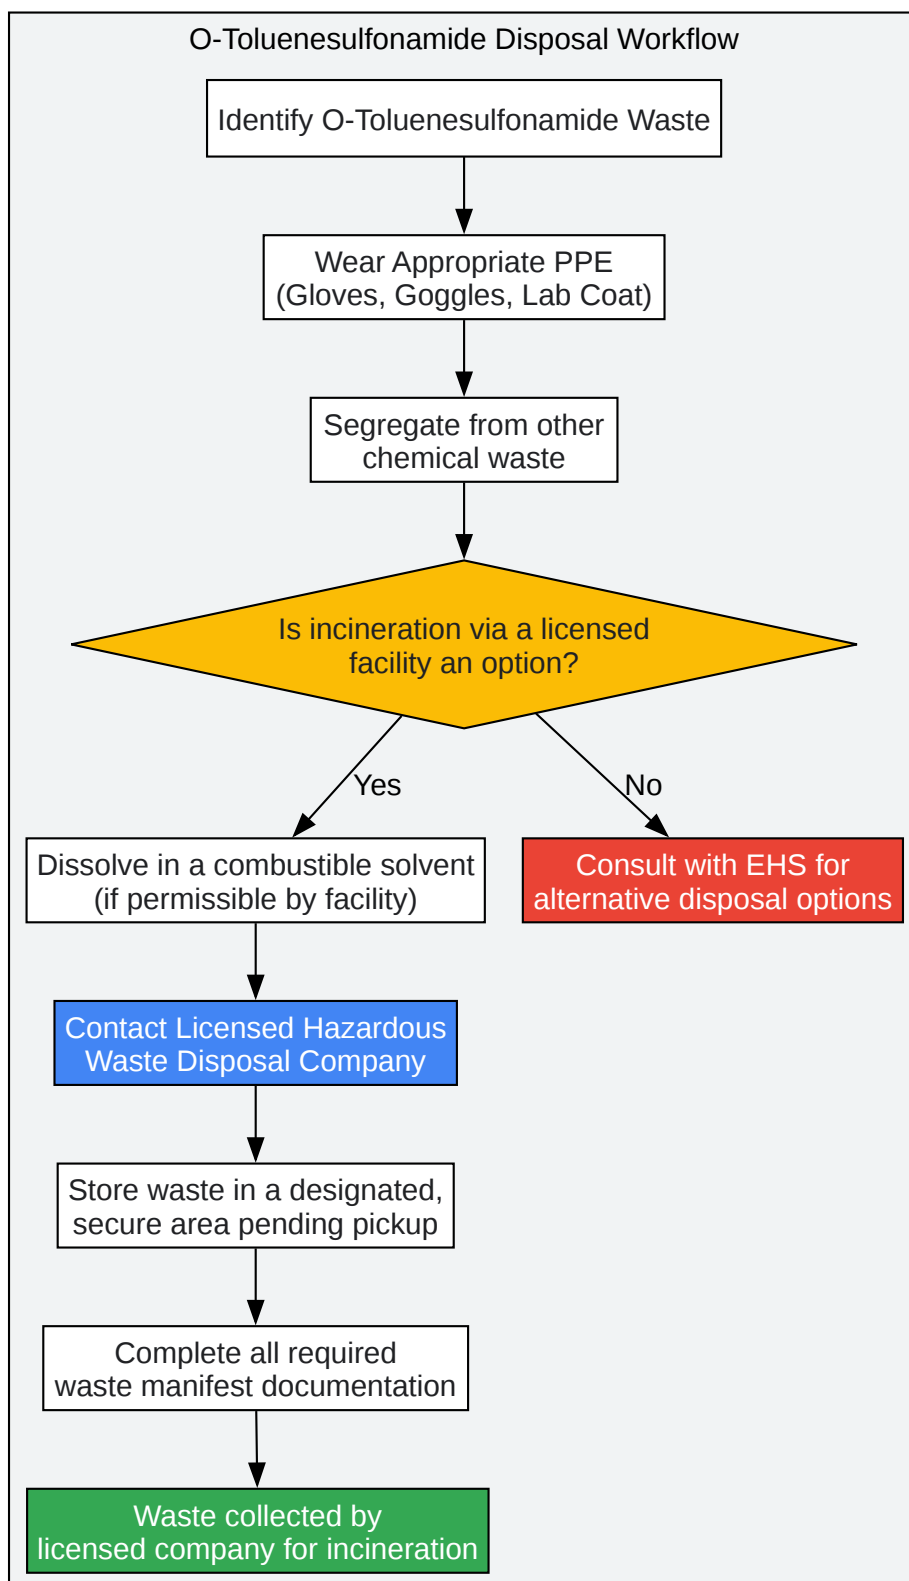 O-Toluenesulfonamide Disposal Workflow
Identify O-Toluenesulfonamide Waste
Wear Appropriate PPE
(Gloves, Goggles, Lab Coat)
Segregate from other
chemical waste
Is incineration via a licensed
facility an option?
Yes
No
Dissolve in a combustible solvent
(if permissible by facility)
Consult with EHS for
alternative disposal options
Contact Licensed Hazardous
Waste Disposal Company
Store waste in a designated,
secure area pending pickup
Complete all required
waste manifest documentation
Waste collected by
licensed company for incineration